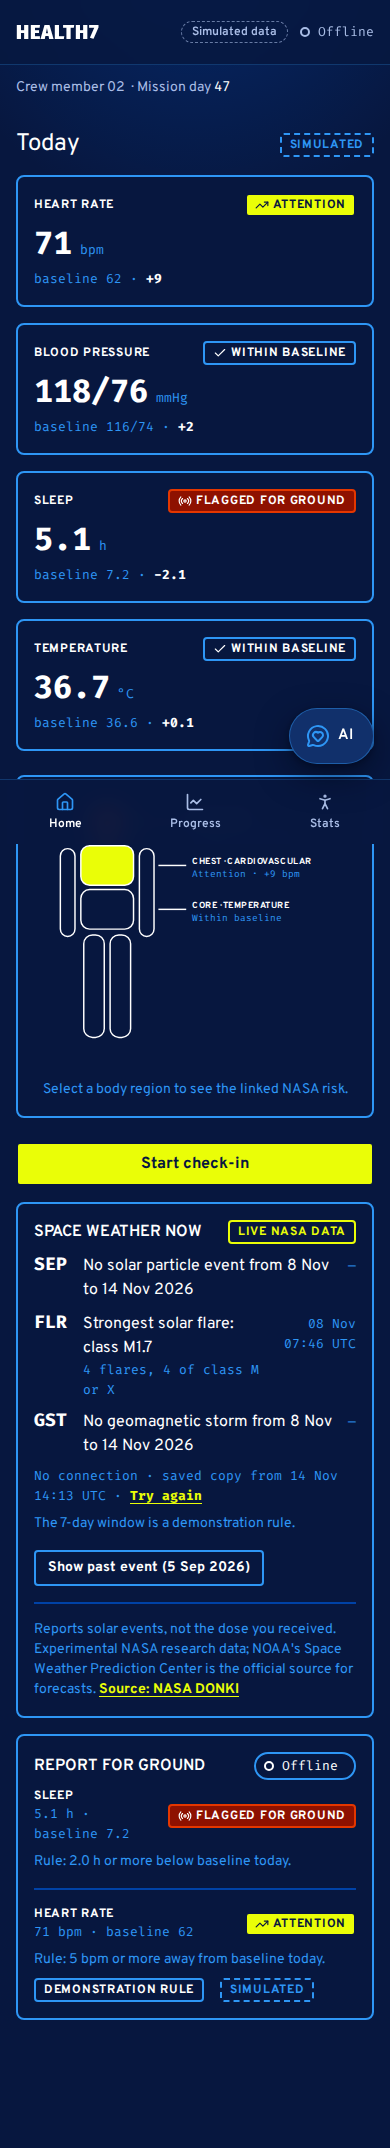 HEALTH7
Simulated data
Offline
Crew member 02 · Mission day 47
Today
SIMULATED
HEART RATE
ATTENTION
71 bpm
baseline 62 · +9
BLOOD PRESSURE
WITHIN BASELINE
118/76 mmHg
baseline 116/74 · +2
SLEEP
FLAGGED FOR GROUND
5.1 h
baseline 7.2 · −2.1
TEMPERATURE
WITHIN BASELINE
36.7 °C
baseline 36.6 · +0.1
AI
Home
Progress
Stats
CHEST · CARDIOVASCULAR
Attention · +9 bpm
CORE · TEMPERATURE
Within baseline
Select a body region to see the linked NASA risk.
Start check-in
SPACE WEATHER NOW
LIVE NASA DATA
SEP No solar particle event from 8 Nov —
to 14 Nov 2026
FLR Strongest solar flare: 08 Nov
class M1.7 07:46 UTC
4 flares, 4 of class M
or X
GST No geomagnetic storm from 8 Nov —
to 14 Nov 2026
No connection · saved copy from 14 Nov
14:13 UTC · Try again
The 7-day window is a demonstration rule.
Show past event (5 Sep 2026)
Reports solar events, not the dose you received.
Experimental NASA research data; NOAA's Space
Weather Prediction Center is the official source for
forecasts. Source: NASA DONKI
REPORT FOR GROUND
Offline
SLEEP
5.1 h ·
baseline 7.2
FLAGGED FOR GROUND
Rule: 2.0 h or more below baseline today.
HEART RATE
71 bpm · baseline 62
ATTENTION
Rule: 5 bpm or more away from baseline today.
DEMONSTRATION RULE
SIMULATED